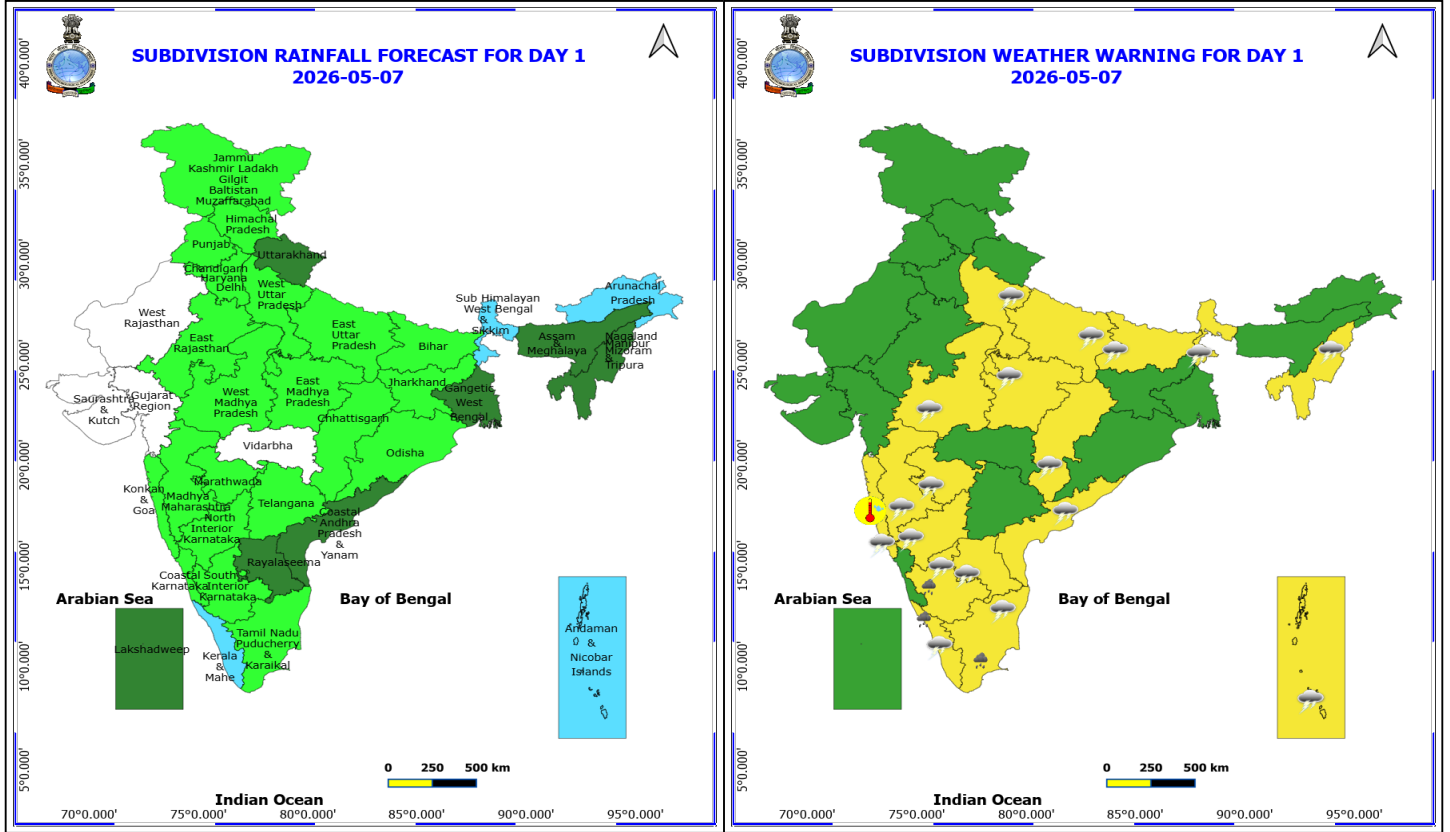 SUBDIVISION RAINFALL FORECAST FOR DAY 1
2026-05-07
40°0.000'
35°0.000'
30°0.000'
25°0.000'
20°0.000'
15°0.000'
10°0.000'
5°0.000'
Jammu
Kashmir Ladakh
Gilgit
Baltistan
Muzaffarabad
Himachal
Pradesh
Punjab
Uttarakhand
Chandigarh
Haryana
Delhi
West
Uttar
Pradesh
West
Rajasthan
East
Rajasthan
East
Uttar
Pradesh
Bihar
Sub Himalayan
West Bengal
&
Sikkim
Arunachal
Pradesh
Assam
&
Meghalaya
Nagaland
Manipur
Mizoram
&
Tripura
Saurashtra
&
Kutch
Gujarat
Region
West
Madhya
Pradesh
East
Madhya
Pradesh
Jharkhand
Gangetic
West
Bengal
Chhattisgarh
Vidarbha
Odisha
Konkan
&
Goa
Marathwada
Madhya
Maharashtra
Telangana
North
Interior
Karnataka
Coastal
Andhra
Pradesh
&
Yanam
Rayalaseema
Coastal
Karnataka
South
Interior
Karnataka
Arabian Sea
Bay of Bengal
Lakshadweep
Kerala
&
Mahe
Tamil Nadu
Puducherry
&
Karaikal
Andaman
&
Nicobar
Islands
0 250 500 km
Indian Ocean
70°0.000' 75°0.000' 80°0.000' 85°0.000' 90°0.000' 95°0.000'
SUBDIVISION WEATHER WARNING FOR DAY 1
2026-05-07
40°0.000'
35°0.000'
30°0.000'
25°0.000'
20°0.000'
15°0.000'
10°0.000'
5°0.000'
Arabian Sea
Bay of Bengal
0 250 500 km
Indian Ocean
70°0.000' 75°0.000' 80°0.000' 85°0.000' 90°0.000' 95°0.000'